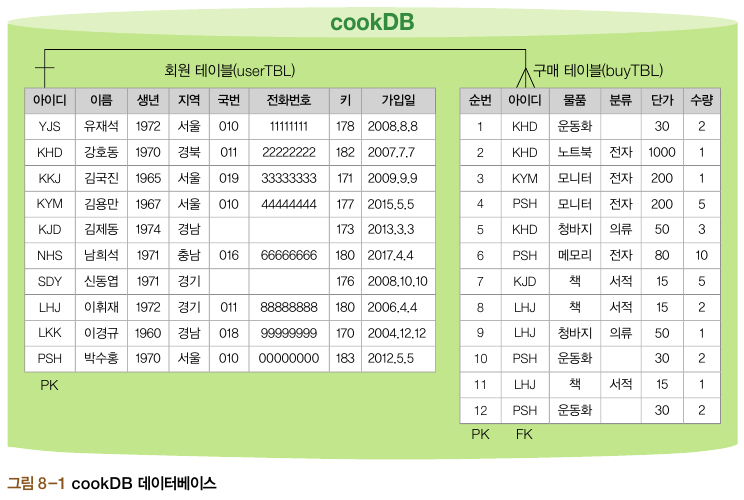 cookDB
회원 테이블(userTBL)
아이디 이름 생년 지역 국번 전화번호 키 가입일
YJS 유재석 1972 서울 010 11111111 178 2008.8.8
KHD 강호동 1970 경북 011 22222222 182 2007.7.7
KKJ 김국진 1965 서울 019 33333333 171 2009.9.9
KYM 김용만 1967 서울 010 44444444 177 2015.5.5
KJD 김제동 1974 경남 173 2013.3.3
NHS 남희석 1971 충남 016 66666666 180 2017.4.4
SDY 신동엽 1971 경기 176 2008.10.10
LHJ 이휘재 1972 경기 011 88888888 180 2006.4.4
LKK 이경규 1960 경남 018 99999999 170 2004.12.12
PSH 박수홍 1970 서울 010 00000000 183 2012.5.5
PK
구매 테이블(buyTBL)
순번 아이디 물품 분류 단가 수량
1 KHD 운동화 30 2
2 KHD 노트북 전자 1000 1
3 KYM 모니터 전자 200 1
4 PSH 모니터 전자 200 5
5 KHD 청바지 의류 50 3
6 PSH 메모리 전자 80 10
7 KJD 책 서적 15 5
8 LHJ 책 서적 15 2
9 LHJ 청바지 의류 50 1
10 PSH 운동화 30 2
11 LHJ 책 서적 15 1
12 PSH 운동화 30 2
PK FK
그림 8-1 cookDB 데이터베이스